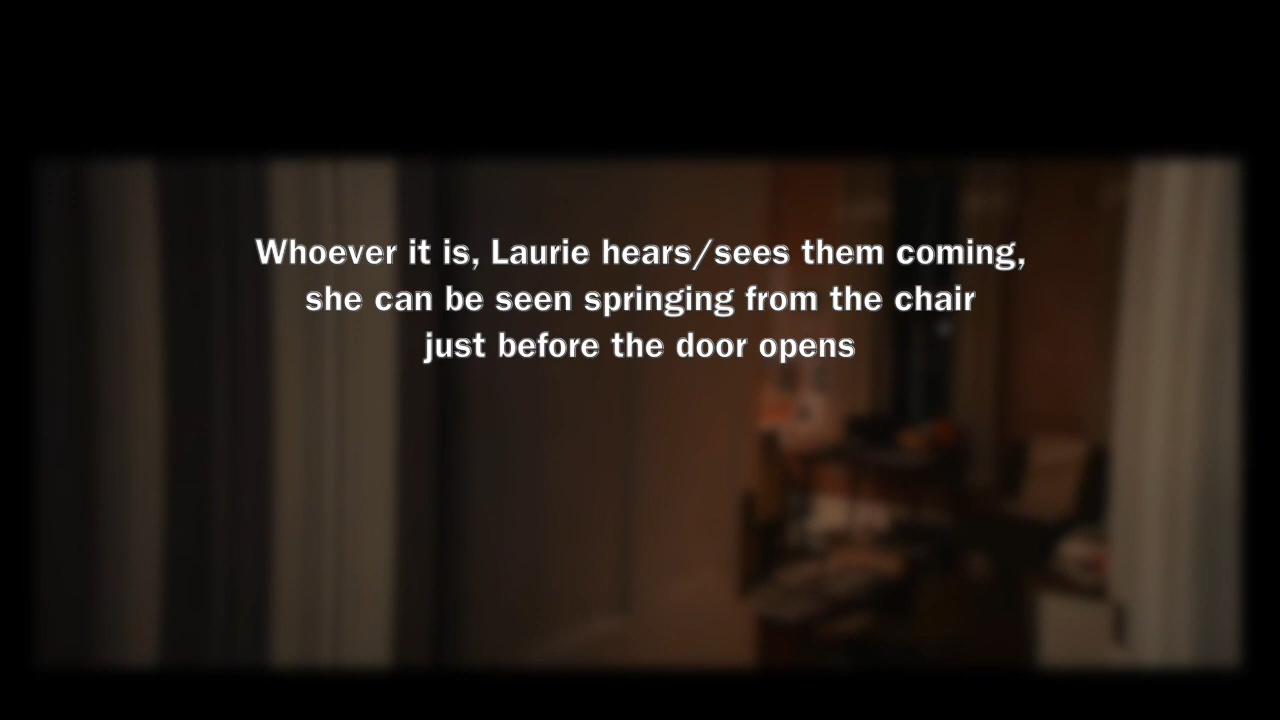 Whoever it is, Laurie hears/sees them coming,
she can be seen springing from the chair
just before the door opens